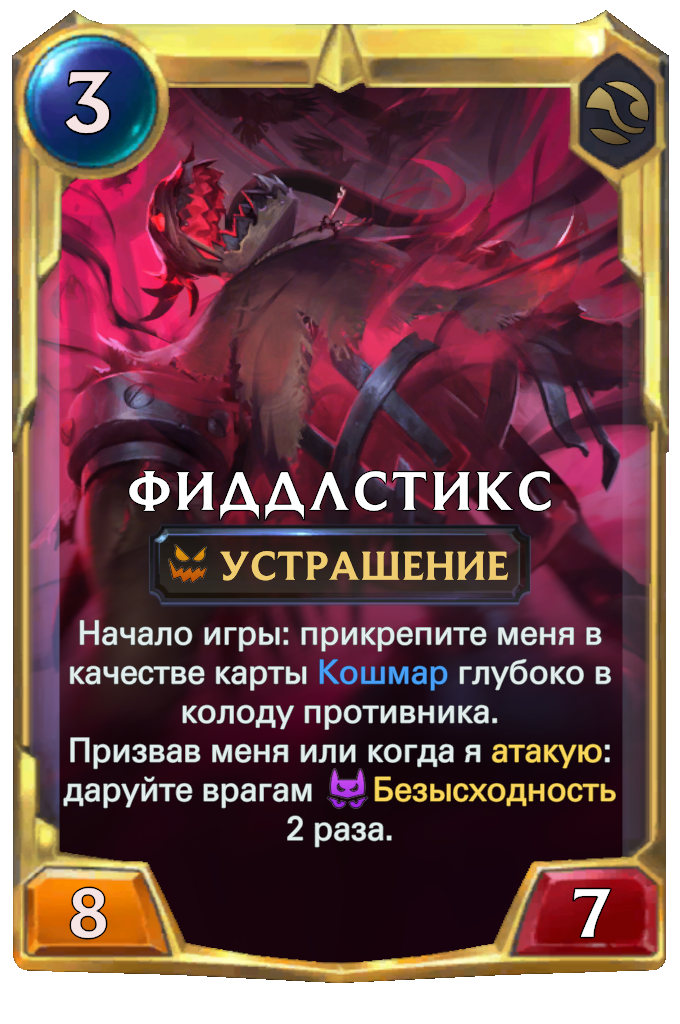 3
ФИДДЛСТИКС
УСТРАШЕНИЕ
Начало игры: прикрепите меня в
качестве карты Кошмар глубоко в
колоду противника.
Призвав меня или когда я атакую:
даруйте врагам Безысходность
2 раза.
8
7